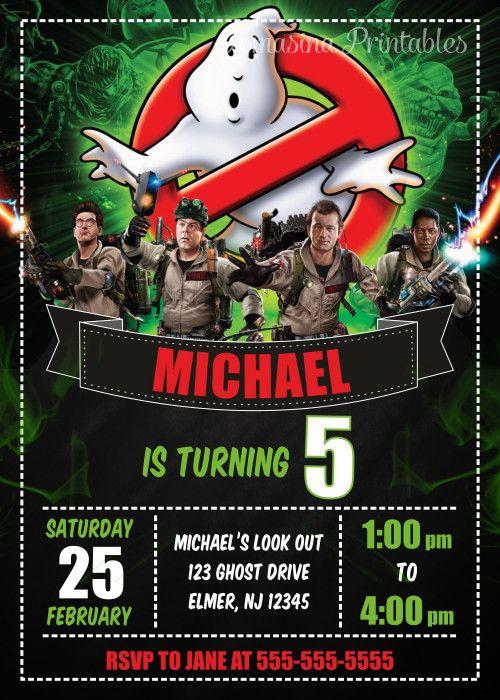 Printables
MICHAEL
IS TURNING 5
SATURDAY
25
FEBRUARY
MICHAEL'S LOOK OUT
123 GHOST DRIVE
ELMER, NJ 12345
1:00 pm
TO
4:00 pm
RSVP TO JANE AT 555-555-5555